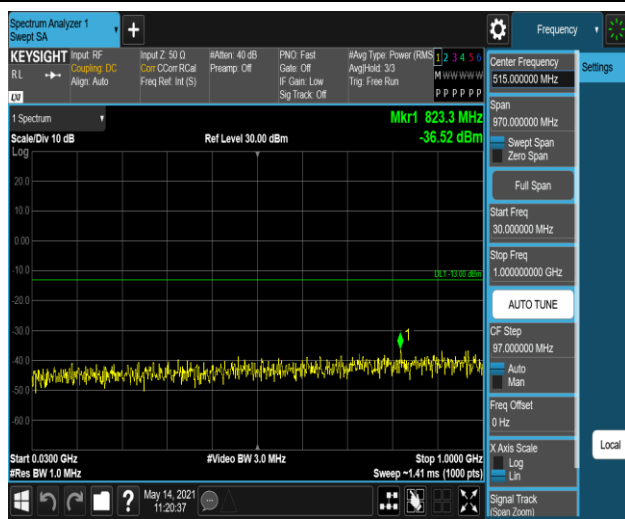 Spectrum Analyzer 1
Swept SA
+
Frequency
KEYSIGHT
RL
LXI
Input: RF
Coupling: DC
Align: Auto
Input Z: 50 Ω
Corr CCorr RCal
Freq Ref: Int (S)
#Atten: 40 dB
Preamp: Off
PNO: Fast
Gate: Off
IF Gain: Low
Sig Track: Off
#Avg Type: Power (RMS
Avg|Hold: 3/3
Trig: Free Run
1 2 3 4 5 6
M W W W W W
P P P P P P
1 Spectrum
Mkr1 823.3 MHz
Scale/Div 10 dB
Ref Level 30.00 dBm
-36.52 dBm
Log
20.0
10.0
0.00
-10.0
DL1 -13.00 dBm
-20.0
-30.0
1
-40.0
-50.0
-60.0
Start 0.0300 GHz
#Video BW 3.0 MHz
Stop 1.0000 GHz
#Res BW 1.0 MHz
Sweep ~1.41 ms (1000 pts)
?
May 14, 2021
11:20:37
Center Frequency
515.000000 MHz
Settings
Span
970.000000 MHz
Swept Span
Zero Span
Full Span
Start Freq
30.000000 MHz
Stop Freq
1.000000000 GHz
AUTO TUNE
CF Step
97.000000 MHz
Auto
Man
Freq Offset
0 Hz
X Axis Scale
Log
Lin
Local
Signal Track
(Span Zoom)